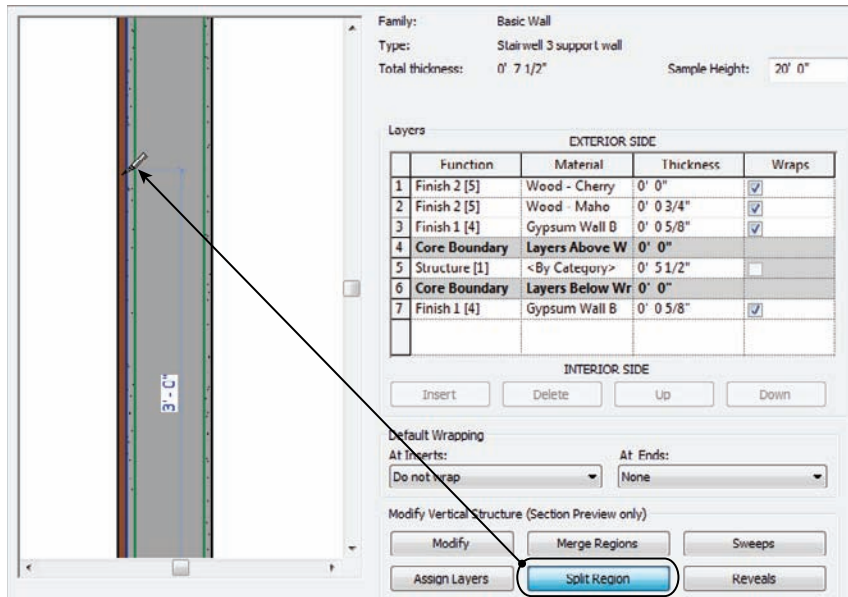 Family: Basic Wall
Type: Stairwell 3 support wall
Total thickness: 0' 7 1/2" Sample Height: 20' 0"
Layers
EXTERIOR SIDE
Function Material Thickness Wraps
1 Finish 2 [5] Wood - Cherry 0' 0"
2 Finish 2 [5] Wood - Maho 0' 0 3/4"
3 Finish 1 [4] Gypsum Wall B 0' 0 5/8"
4 Core Boundary Layers Above W 0' 0"
5 Structure [1] <By Category> 0' 5 1/2"
6 Core Boundary Layers Below Wr 0' 0"
7 Finish 1 [4] Gypsum Wall B 0' 0 5/8"
INTERIOR SIDE
Insert Delete Up Down
3' - 0"
Default Wrapping
At Inserts: At Ends:
Do not wrap None
Modify Vertical Structure (Section Preview only)
Modify Merge Regions Sweeps
Assign Layers Split Region Reveals